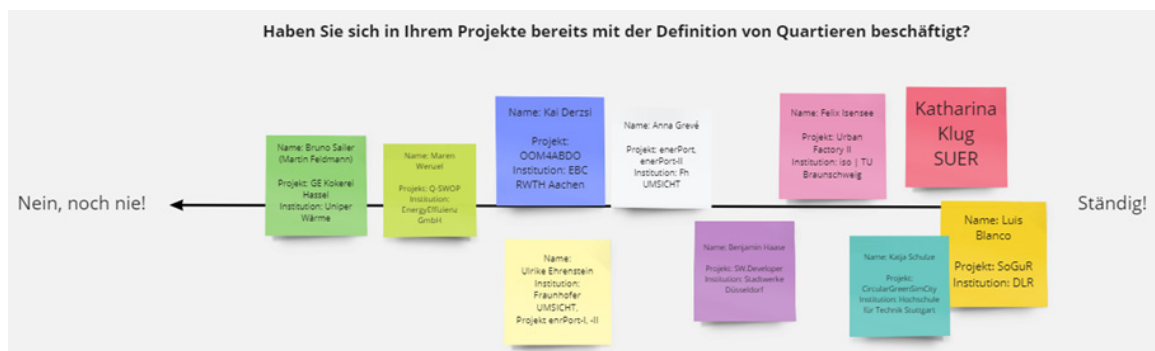 Haben Sie sich in Ihrem Projekte bereits mit der Definition von Quartieren beschäftigt?
Nein, noch nie!
Name: Bruno Sailer
(Martin Feldmann)
Projekt: GE Kokerei
Hassel
Institution: Uniper
Wärme
Name: Maren
Wenzel
Projekt: Q-SWOP
Institution:
EnergyEffizienz
GmbH
Name: Kai Derzsi
Projekt:
OOM4ABDO
Institution: EBC
RWTH Aachen
Name:
Ulrike Ehrenstein
Institution:
Fraunhofer
UMSICHT,
Projekt enrPort-I, -II
Name: Anna Grevé
Projekt: enerPort,
enerPort-II
Institution: Fh
UMSICHT
Name: Benjamin Haase
Projekt: SW.Developer
Institution: Stadtwerke
Düsseldorf
Name: Felix Isensee
Projekt: Urban
Factory II
Institution: iso | TU
Braunschweig
Name: Katja Schulze
Projekt:
CircularGreenSimCity
Institution: Hochschule
für Technik Stuttgart
Katharina
Klug
SUER
Name: Luis
Blanco
Projekt: SoGuR
Institution: DLR
Ständig!